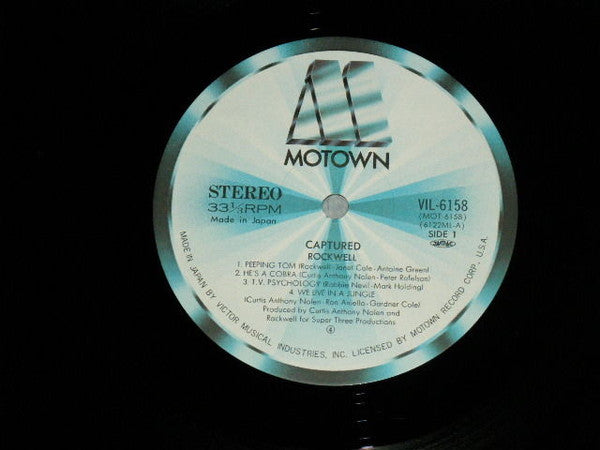 MOTOWN
STEREO
33⅓RPM
Made in Japan
VIL-6158
(MOT-6158)
(6122ML-A)
SIDE 1
CAPTURED
ROCKWELL
1. PEEPING TOM (Rockwell - Janet Cole - Antoine Green)
2. HE'S A COBRA (Curtis Anthony Nolen - Peter Rafelson)
3. T.V. PSYCHOLOGY (Robbie Nevil - Mark Holding)
4. WE LIVE IN A JUNGLE
(Curtis Anthony Nolen - Ron Aniello - Gardner Cole)
Produced by Curtis Anthony Nolen and
Rockwell for Super Three Productions
④
MADE IN JAPAN BY VICTOR MUSICAL INDUSTRIES, INC. LICENSED BY MOTOWN RECORD CORP., U.S.A.